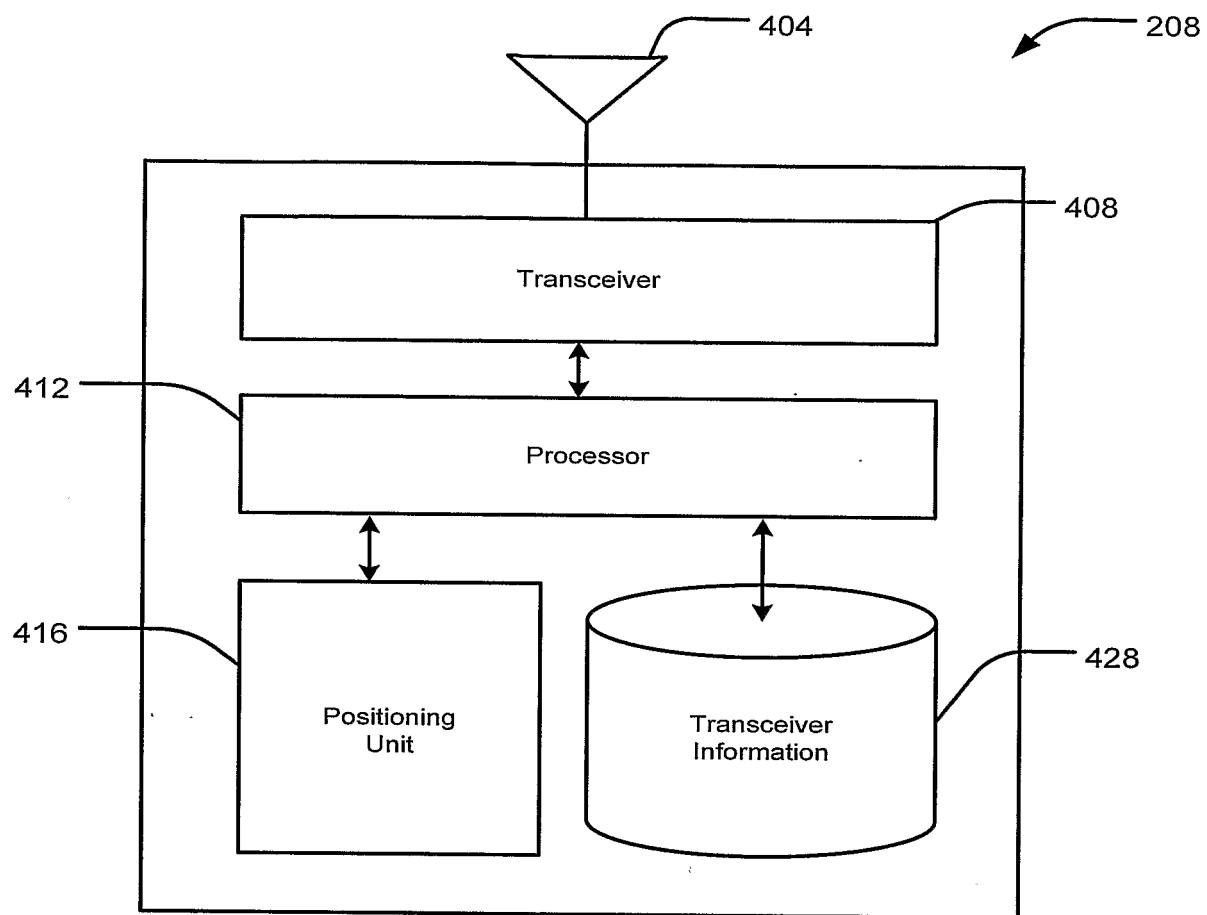 404
208
408
Transceiver
412
Processor
416
Positioning
Unit
Transceiver
Information
428